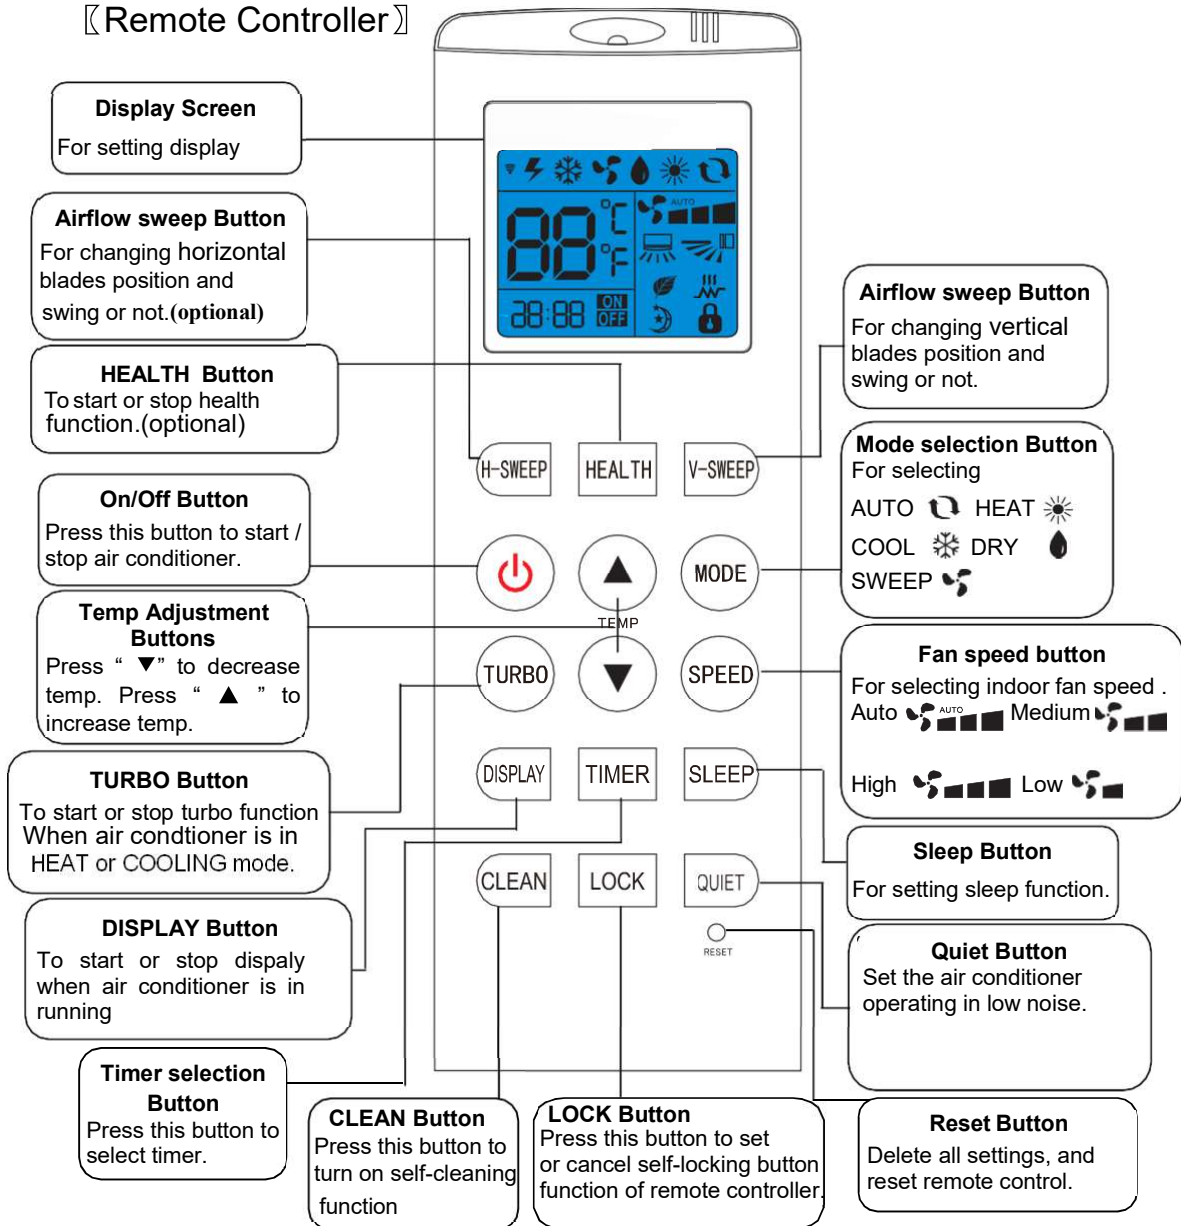 〖Remote Controller〗
Display Screen
For setting display
Airflow sweep Button
For changing horizontal
blades position and
swing or not.(optional)
HEALTH Button
To start or stop health
function.(optional)
On/Off Button
Press this button to start /
stop air conditioner.
Temp Adjustment
Buttons
Press “ ▼” to decrease
temp. Press “ ▲ ” to
increase temp.
TURBO Button
To start or stop turbo function
When air condtioner is in
HEAT or COOLING mode.
DISPLAY Button
To start or stop dispaly
when air conditioner is in
running
Timer selection
Button
Press this button to
select timer.
CLEAN Button
Press this button to
turn on self-cleaning
function
LOCK Button
Press this button to set
or cancel self-locking button
function of remote controller.
AUTO
88 °C
°F
88:88 ON
OFF
H-SWEEP HEALTH V-SWEEP
MODE
TEMP
TURBO SPEED
DISPLAY TIMER SLEEP
CLEAN LOCK QUIET
RESET
Airflow sweep Button
For changing vertical
blades position and
swing or not.
Mode selection Button
For selecting
AUTO HEAT
COOL DRY
SWEEP
Fan speed button
For selecting indoor fan speed .
Auto AUTO Medium
High Low
Sleep Button
For setting sleep function.
Quiet Button
Set the air conditioner
operating in low noise.
Reset Button
Delete all settings, and
reset remote control.